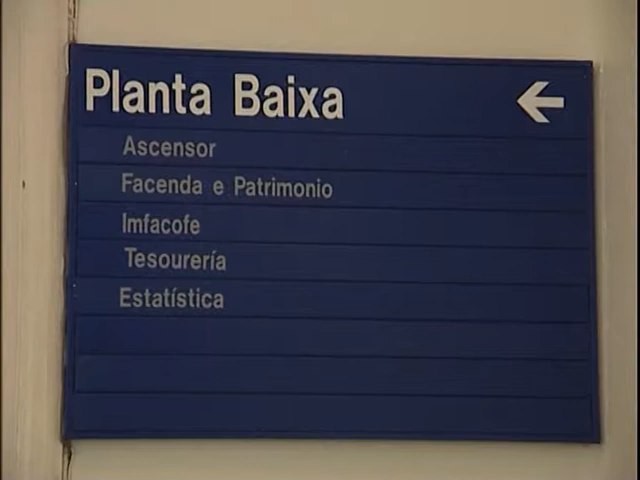 Planta Baixa
Ascensor
Facenda e Patrimonio
Imfacofe
Tesourería
Estatística